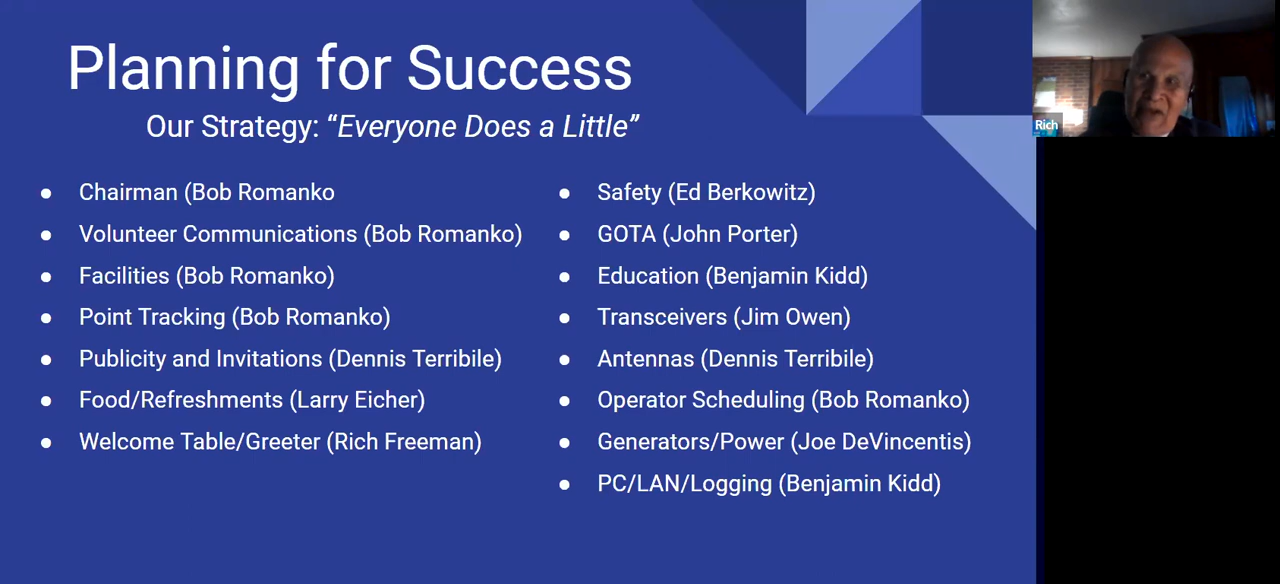 Planning for Success
Our Strategy: “Everyone Does a Little”
● Chairman (Bob Romanko
● Volunteer Communications (Bob Romanko)
● Facilities (Bob Romanko)
● Point Tracking (Bob Romanko)
● Publicity and Invitations (Dennis Terribile)
● Food/Refreshments (Larry Eicher)
● Welcome Table/Greeter (Rich Freeman)
● Safety (Ed Berkowitz)
● GOTA (John Porter)
● Education (Benjamin Kidd)
● Transceivers (Jim Owen)
● Antennas (Dennis Terribile)
● Operator Scheduling (Bob Romanko)
● Generators/Power (Joe DeVincentis)
● PC/LAN/Logging (Benjamin Kidd)
Rich